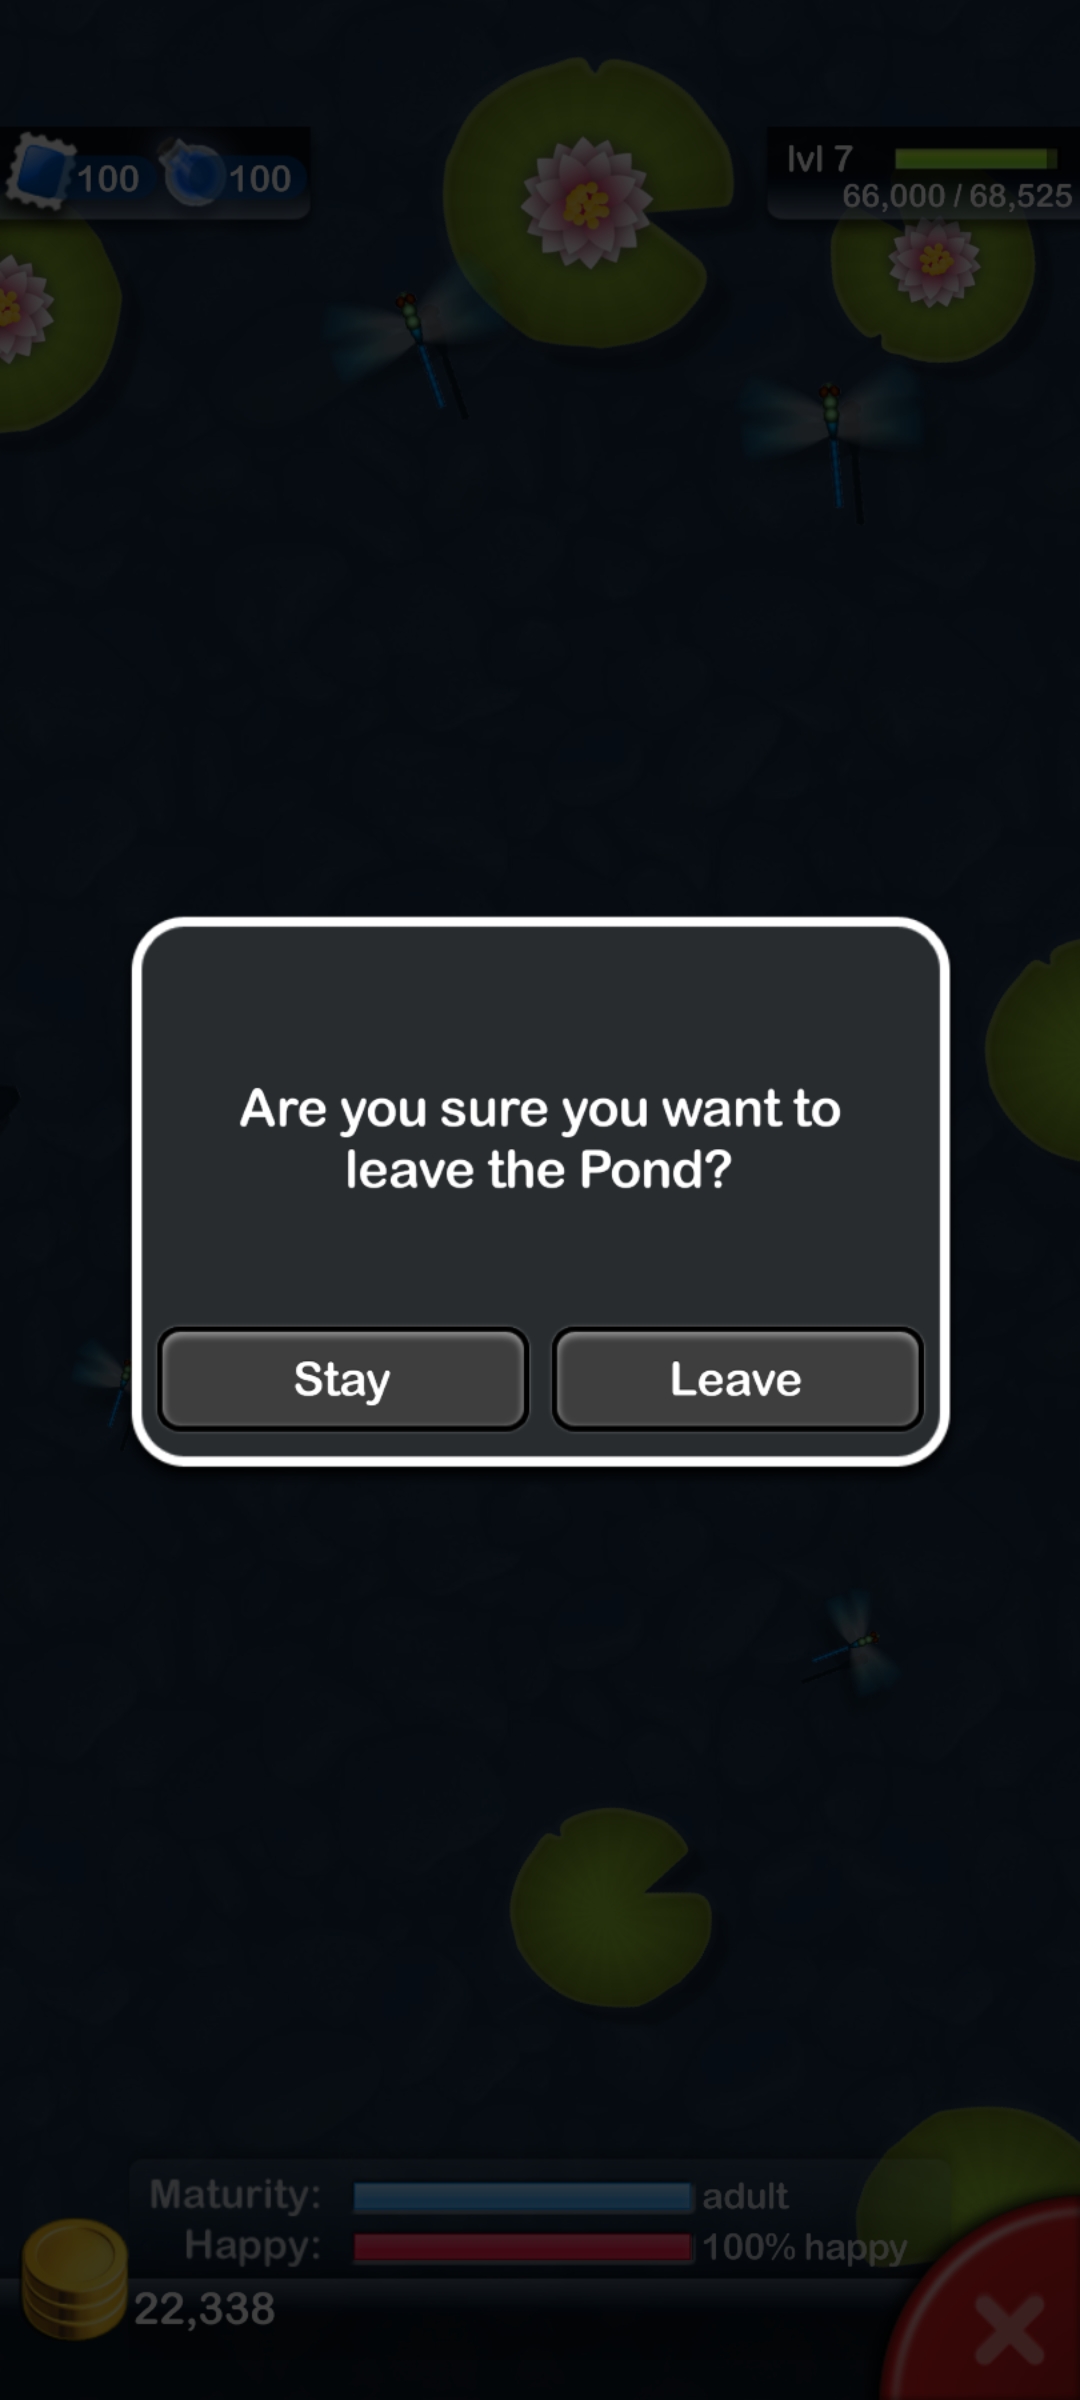 100 100
lvl 7
66,000 / 68,525
Are you sure you want to
leave the Pond?
Stay Leave
Maturity: adult
Happy: 100% happy
22,338